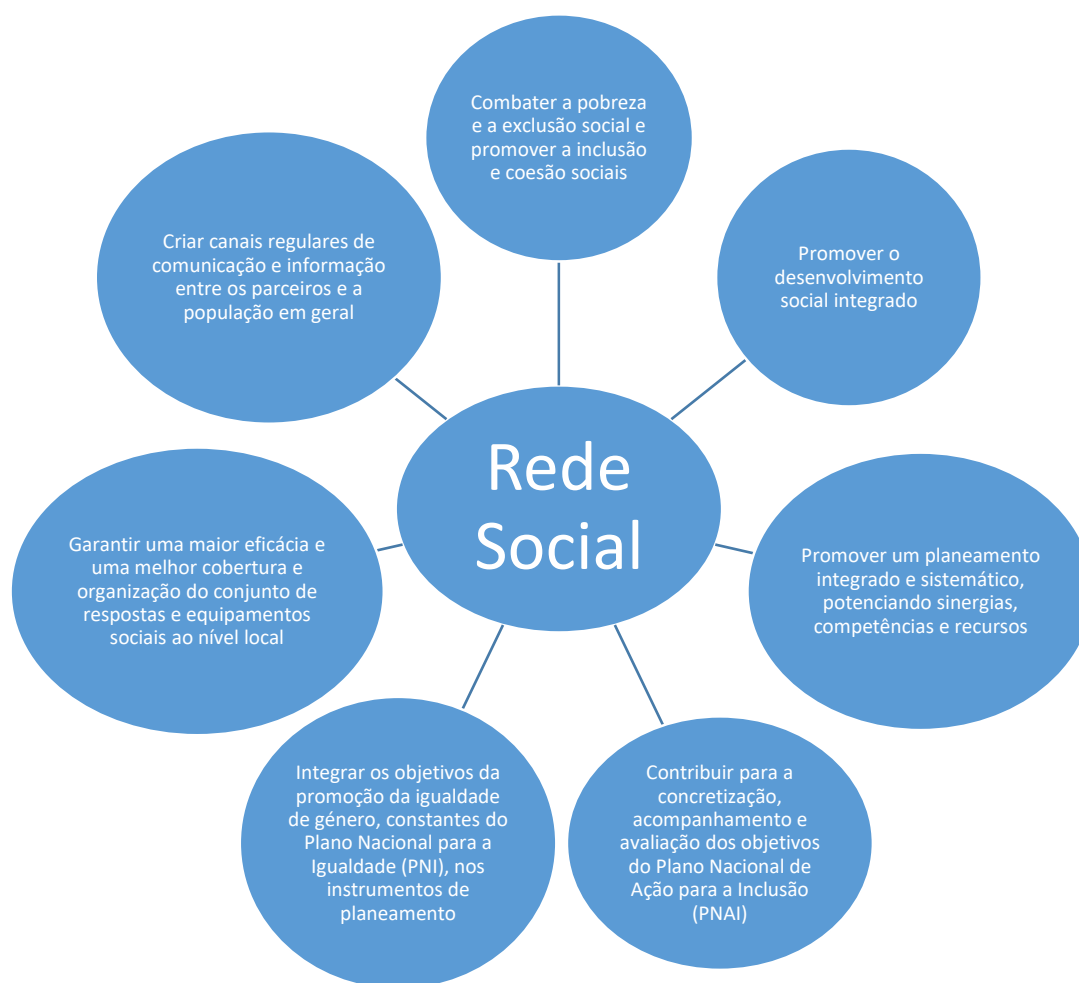 Combater a pobreza
e a exclusão social e
promover a inclusão
e coesão sociais
Promover o
desenvolvimento
social integrado
Promover um planeamento
integrado e sistemático,
potenciando sinergias,
competências e recursos
Contribuir para a
concretização,
acompanhamento e
avaliação dos objetivos
do Plano Nacional de
Ação para a Inclusão
(PNAI)
Integrar os objetivos da
promoção da igualdade
de género, constantes do
Plano Nacional para a
Igualdade (PNI), nos
instrumentos de
planeamento
Garantir uma maior eficácia e
uma melhor cobertura e
organização do conjunto de
respostas e equipamentos
sociais ao nível local
Criar canais regulares de
comunicação e informação
entre os parceiros e a
população em geral
Rede
Social